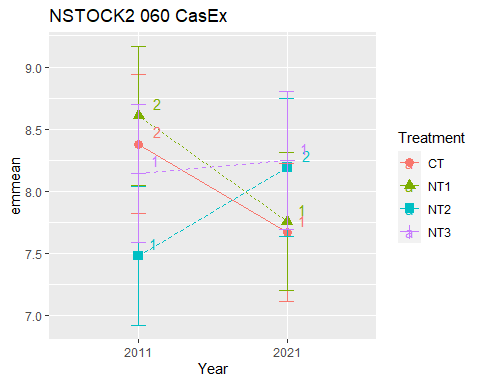 NSTOCK2 060 CasEx
9.0
8.5
8.0
7.5
7.0
emmean
2
2
1
1
2
1
1
1
2011
2021
Year
Treatment
a CT
a NT1
a NT2
a NT3